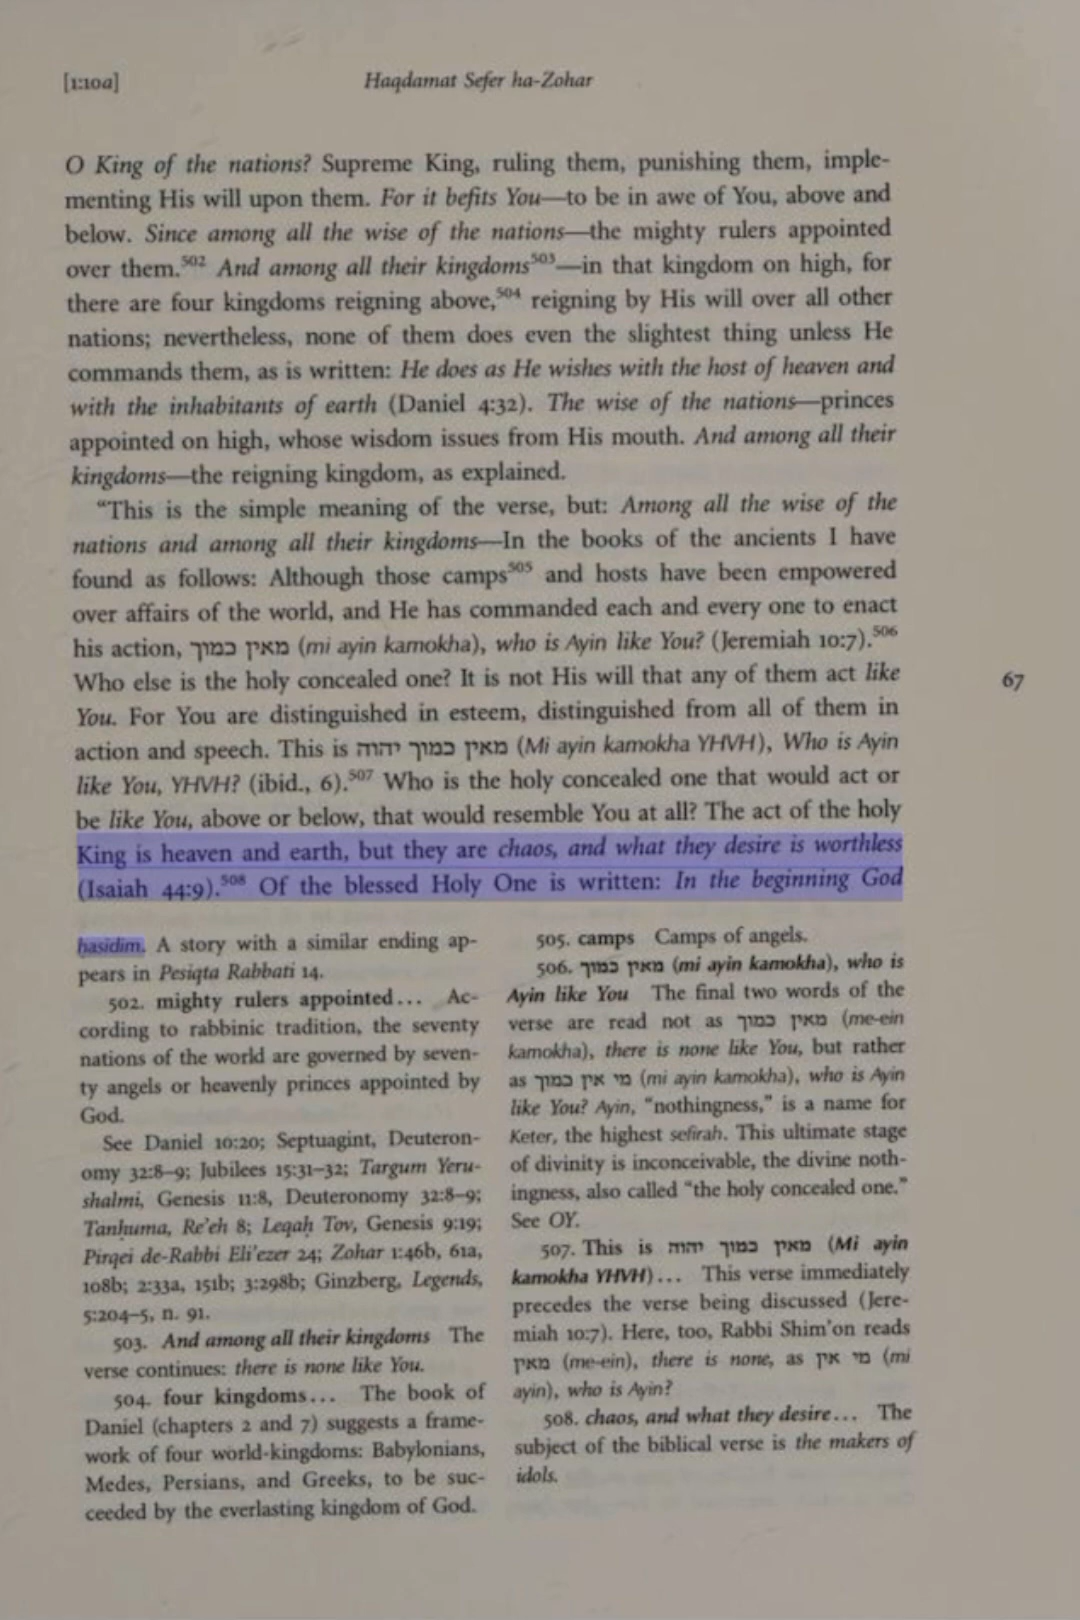 [1:10a]
Haqdamat Sefer ha-Zohar
O King of the nations? Supreme King, ruling them, punishing them, imple-
menting His will upon them. For it befits You—to be in awe of You, above and
below. Since among all the wise of the nations—the mighty rulers appointed
over them.502 And among all their kingdoms503—in that kingdom on high, for
there are four kingdoms reigning above,504 reigning by His will over all other
nations; nevertheless, none of them does even the slightest thing unless He
commands them, as is written: He does as He wishes with the host of heaven and
with the inhabitants of earth (Daniel 4:32). The wise of the nations—princes
appointed on high, whose wisdom issues from His mouth. And among all their
kingdoms—the reigning kingdom, as explained.
“This is the simple meaning of the verse, but: Among all the wise of the
nations and among all their kingdoms—In the books of the ancients I have
found as follows: Although those camps505 and hosts have been empowered
over affairs of the world, and He has commanded each and every one to enact
his action, מאין כמוך (mi ayin kamokha), who is Ayin like You? (Jeremiah 10:7).506
Who else is the holy concealed one? It is not His will that any of them act like
You. For You are distinguished in esteem, distinguished from all of them in
action and speech. This is מאין כמוך יהוה (Mi ayin kamokha YHVH), Who is Ayin
like You, YHVH? (ibid., 6).507 Who is the holy concealed one that would act or
be like You, above or below, that would resemble You at all? The act of the holy
King is heaven and earth, but they are chaos, and what they desire is worthless
(Isaiah 44:9).508 Of the blessed Holy One is written: In the beginning God
67
ḥasidim. A story with a similar ending ap-
pears in Pesiqta Rabbati 14.
502. mighty rulers appointed... Ac-
cording to rabbinic tradition, the seventy
nations of the world are governed by seven-
ty angels or heavenly princes appointed by
God.
See Daniel 10:20; Septuagint, Deuteron-
omy 32:8–9; Jubilees 15:31–32; Targum Yeru-
shalmi, Genesis 11:8, Deuteronomy 32:8–9;
Tanḥuma, Re'eh 8; Leqaḥ Tov, Genesis 9:19;
Pirqei de-Rabbi Eli'ezer 24; Zohar 1:46b, 61a,
108b; 2:33a, 151b; 3:298b; Ginzberg, Legends,
5:204–5, n. 91.
503. And among all their kingdoms The
verse continues: there is none like You.
504. four kingdoms... The book of
Daniel (chapters 2 and 7) suggests a frame-
work of four world-kingdoms: Babylonians,
Medes, Persians, and Greeks, to be suc-
ceeded by the everlasting kingdom of God.
505. camps Camps of angels.
506. מאין כמוך (mi ayin kamokha), who is
Ayin like You The final two words of the
verse are read not as מאין כמוך (me-ein
kamokha), there is none like You, but rather
as מי אין כמוך (mi ayin kamokha), who is Ayin
like You? Ayin, “nothingness,” is a name for
Keter, the highest sefirah. This ultimate stage
of divinity is inconceivable, the divine noth-
ingness, also called “the holy concealed one.”
See OY.
507. This is מאין כמוך יהוה (Mi ayin
kamokha YHVH)... This verse immediately
precedes the verse being discussed (Jere-
miah 10:7). Here, too, Rabbi Shim'on reads
מאין (me-ein), there is none, as מי אין (mi
ayin), who is Ayin?
508. chaos, and what they desire... The
subject of the biblical verse is the makers of
idols.